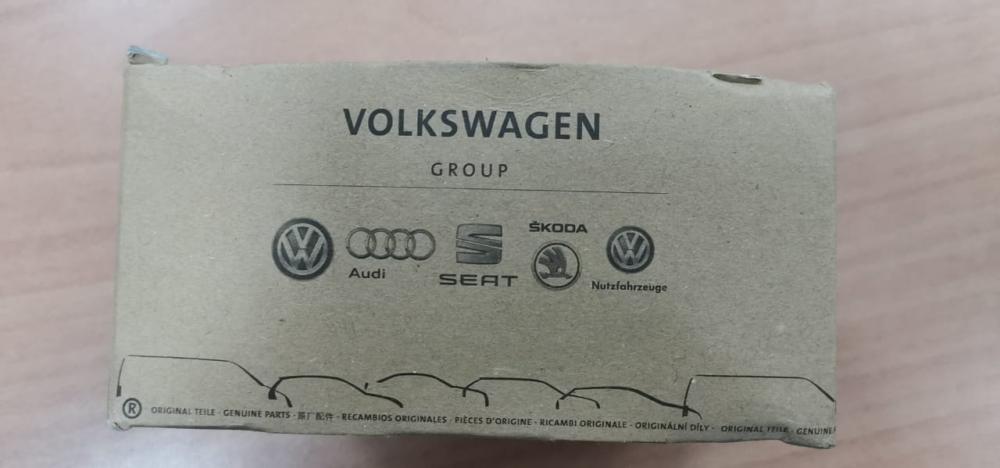 VOLKSWAGEN
GROUP
Audi
SEAT
ŠKODA
Nutzfahrzeuge
® ORIGINAL TEILE · GENUINE PARTS · 原厂配件 · RECAMBIOS ORIGINALES · PIÈCES D'ORIGINE · RICAMBI ORIGINALE · ORIGINÁLNÍ DÍLY · ORIGINAL TEILE · GENUINE